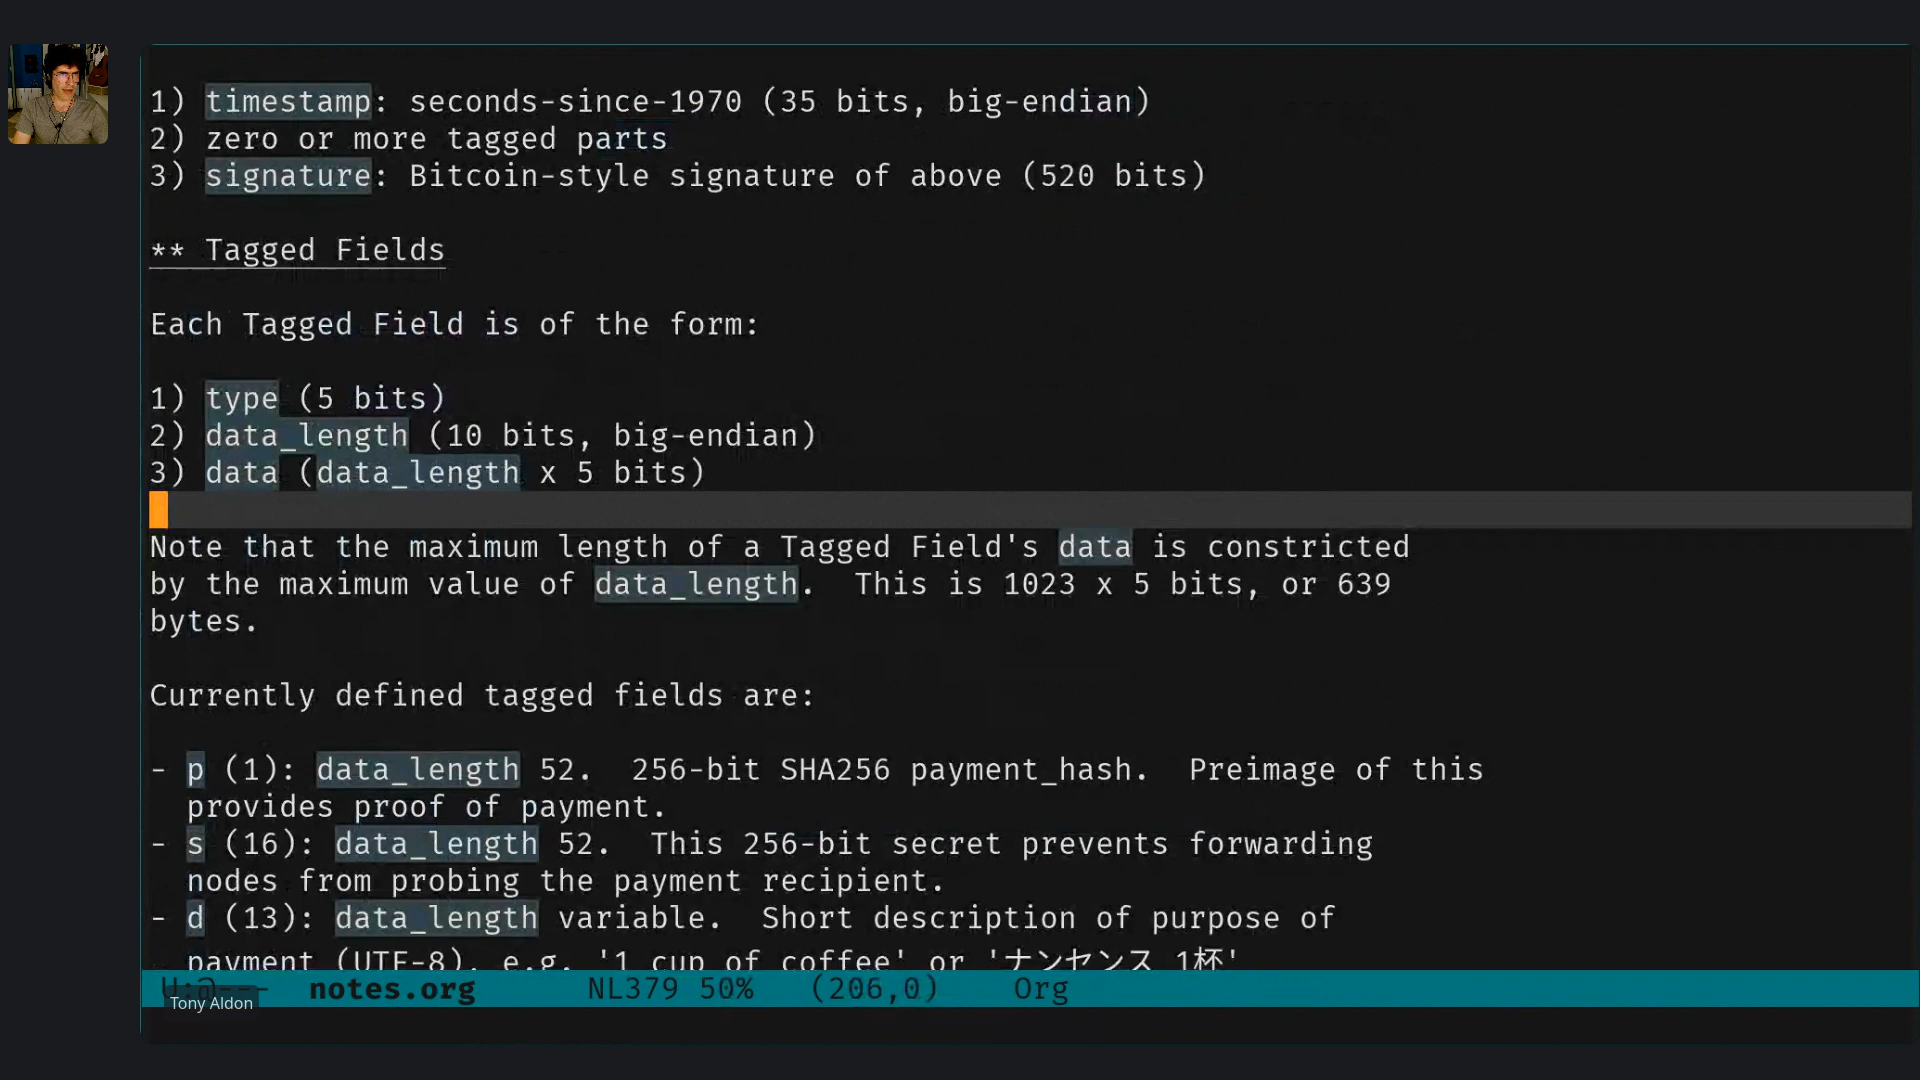 1) timestamp: seconds-since-1970 (35 bits, big-endian)
2) zero or more tagged parts
3) signature: Bitcoin-style signature of above (520 bits)
** Tagged Fields
Each Tagged Field is of the form:
1) type (5 bits)
2) data_length (10 bits, big-endian)
3) data (data_length x 5 bits)
Note that the maximum length of a Tagged Field's data is constricted
by the maximum value of data_length.  This is 1023 x 5 bits, or 639
bytes.
Currently defined tagged fields are:
- p (1): data_length 52.  256-bit SHA256 payment_hash.  Preimage of this
provides proof of payment.
- s (16): data_length 52.  This 256-bit secret prevents forwarding
nodes from probing the payment recipient.
- d (13): data_length variable.  Short description of purpose of
payment (UTF-8), e.g. '1 cup of coffee' or 'ナンセンス 1杯'
notes.org NL379 50% (206,0) Org
Tony Aldon